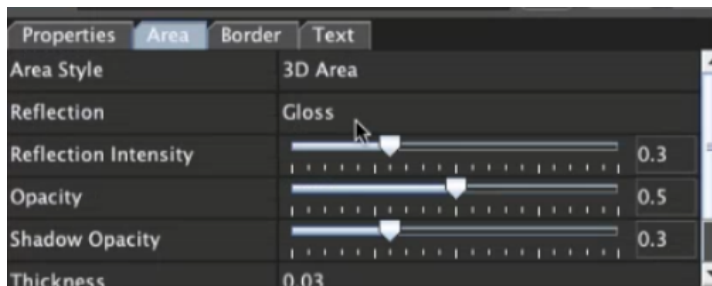 Properties Area Border Text
Area Style 3D Area
Reflection Gloss
Reflection Intensity 0.3
Opacity 0.5
Shadow Opacity 0.3
Thickness 0.03